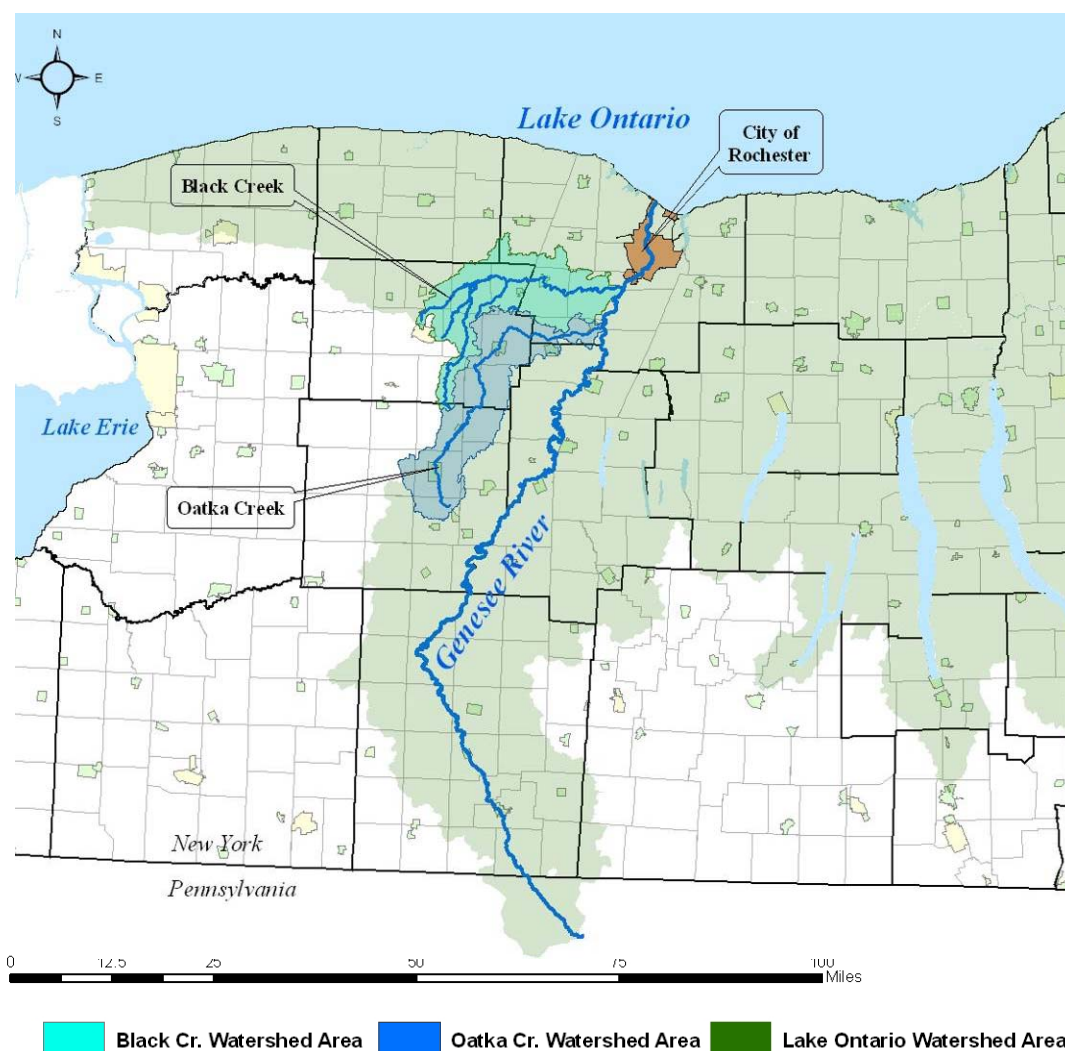 N
W
E
S
Lake Ontario
City of
Rochester
Black Creek
Lake Erie
Oatka Creek
Genesee River
New York
Pennsylvania
0 12.5 25 50 75 100
Miles
Black Cr. Watershed Area Oatka Cr. Watershed Area Lake Ontario Watershed Area